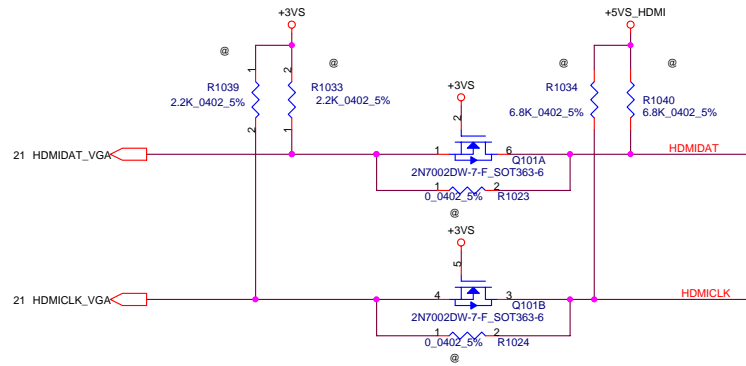 +3VS
+5VS_HDMI
@
@
@
@
1
2
R1039
R1033
+3VS
R1034
R1040
2.2K_0402_5%
2.2K_0402_5%
6.8K_0402_5%
6.8K_0402_5%
2
2
1
21 HDMIDAT_VGA
1
6
HDMIDAT
Q101A
2N7002DW-7-F_SOT363-6
1
2
0_0402_5%
R1023
@
+3VS
5
21 HDMICLK_VGA
4
3
HDMICLK
Q101B
2N7002DW-7-F_SOT363-6
1
2
0_0402_5%
R1024
@